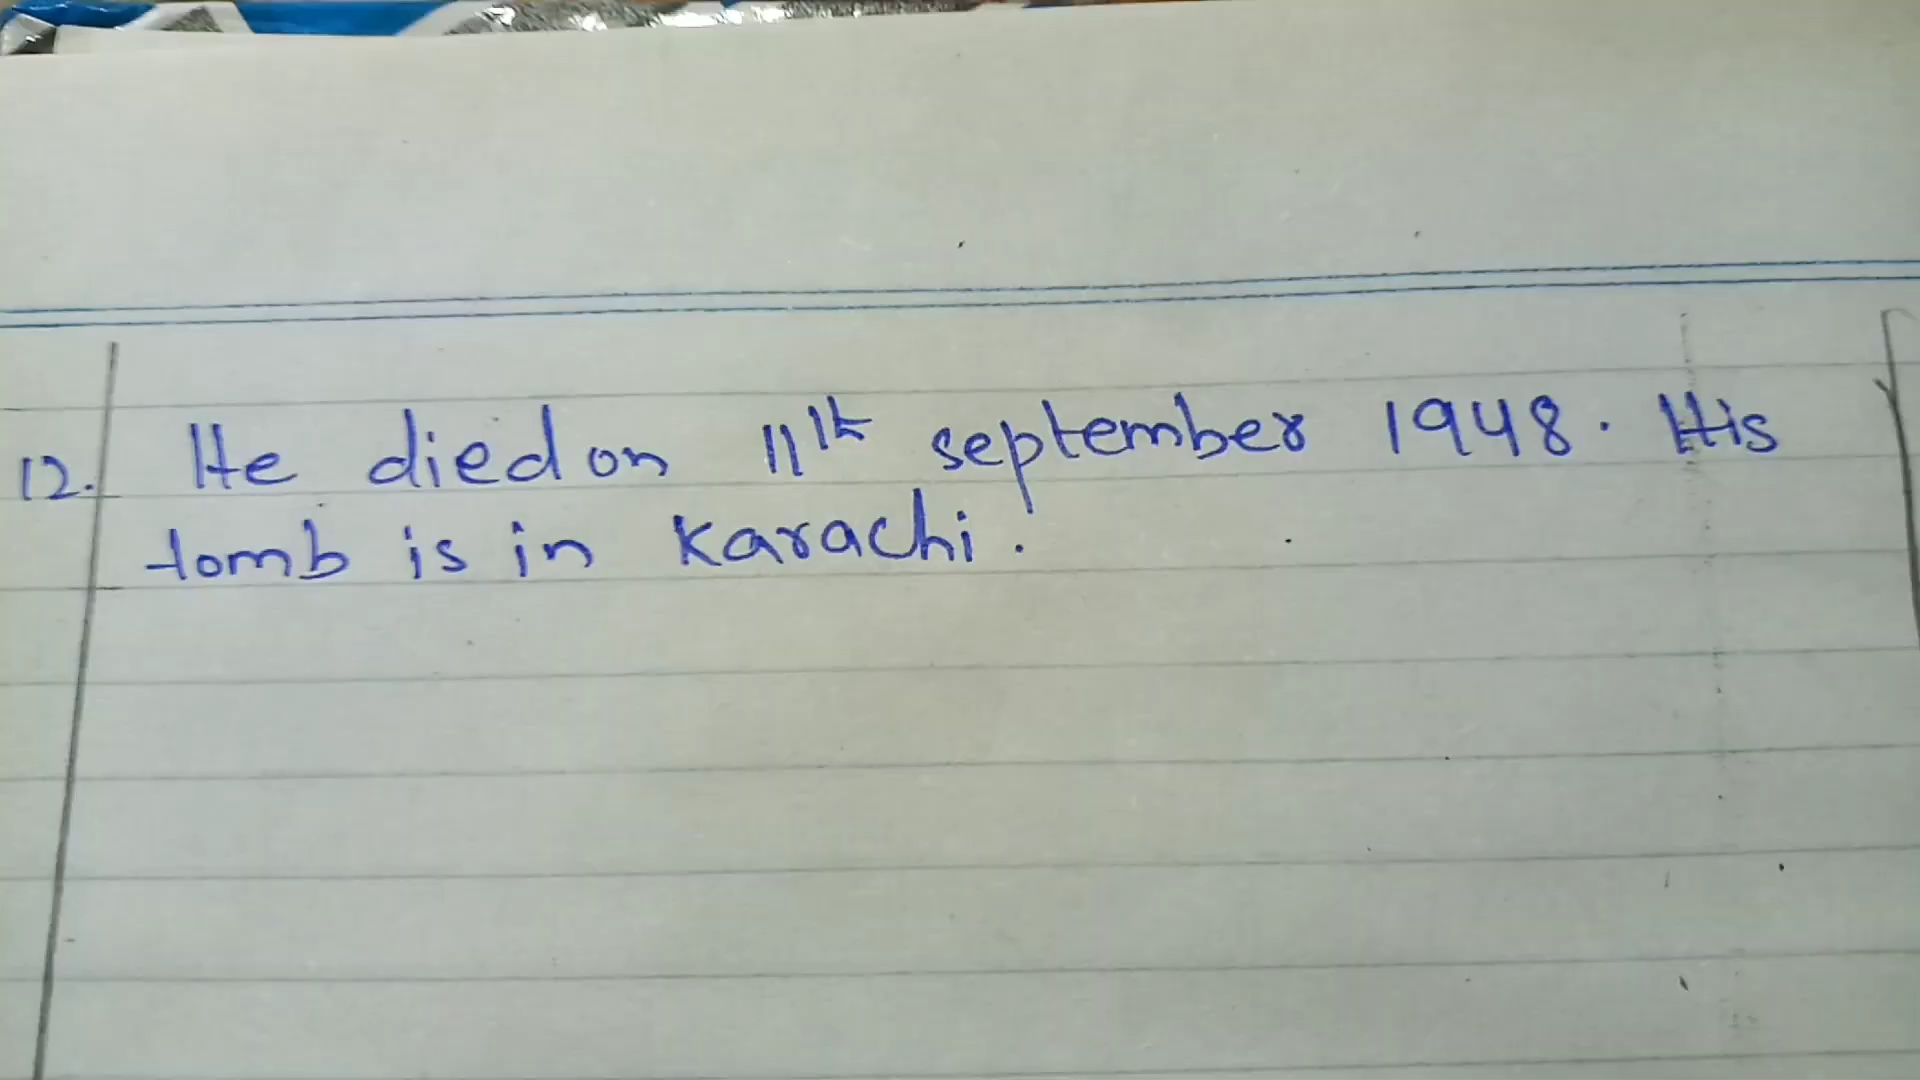 12. He died on 11th september 1948. His
tomb is in Karachi.